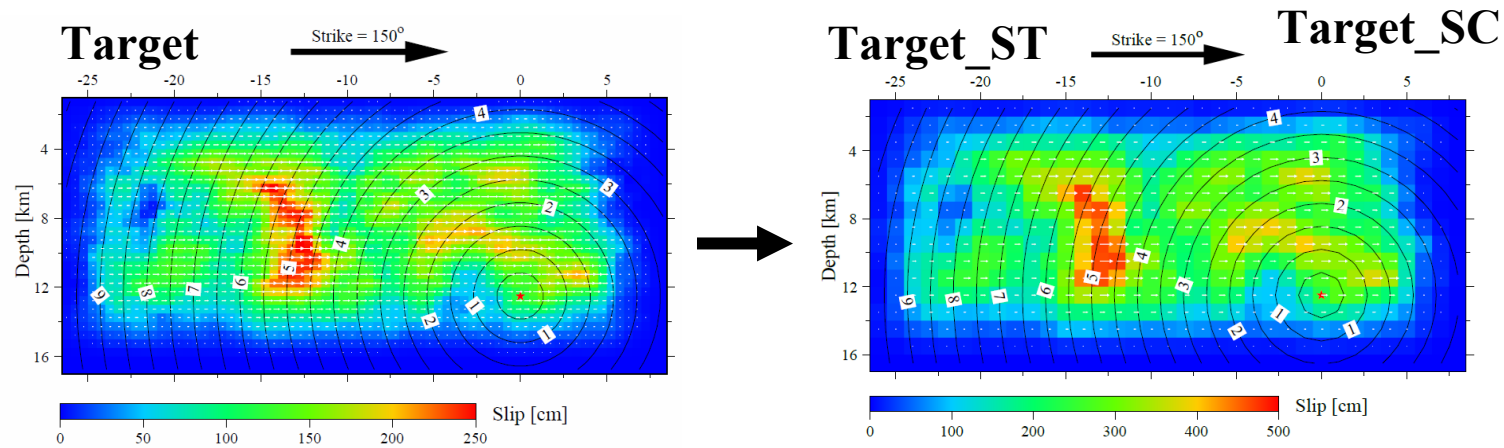 Target
Strike = 150°
-25 -20 -15 -10 -5 0 5
Depth [km]
4
8
12
16
4
3
3
2
4
5
6
7
8
9
1
2
1
0 50 100 150 200 250
Slip [cm]
Target_ST
Strike = 150°
Target_SC
-25 -20 -15 -10 -5 0 5
Depth [km]
4
8
12
16
4
3
2
4
5
3
6
7
8
9
1
2
1
0 100 200 300 400 500
Slip [cm]